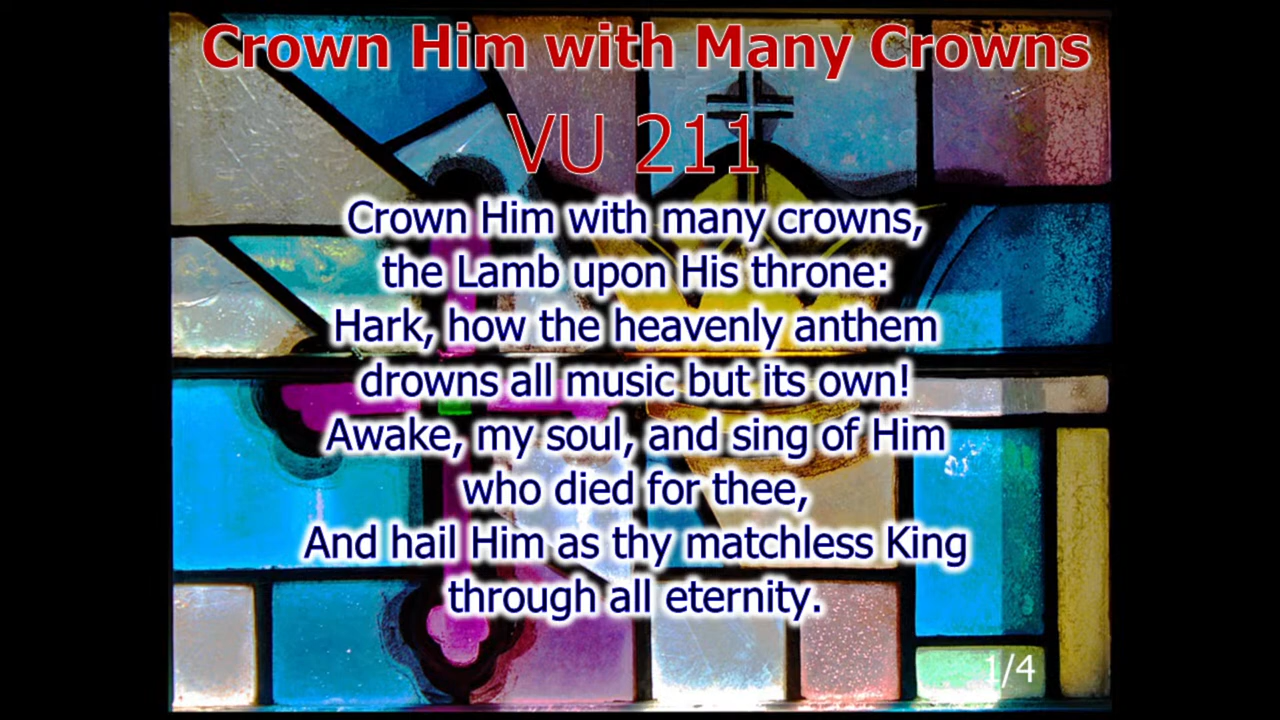 Crown Him with Many Crowns
VU 211
Crown Him with many crowns,
the Lamb upon His throne:
Hark, how the heavenly anthem
drowns all music but its own!
Awake, my soul, and sing of Him
who died for thee,
And hail Him as thy matchless King
through all eternity.
1/4